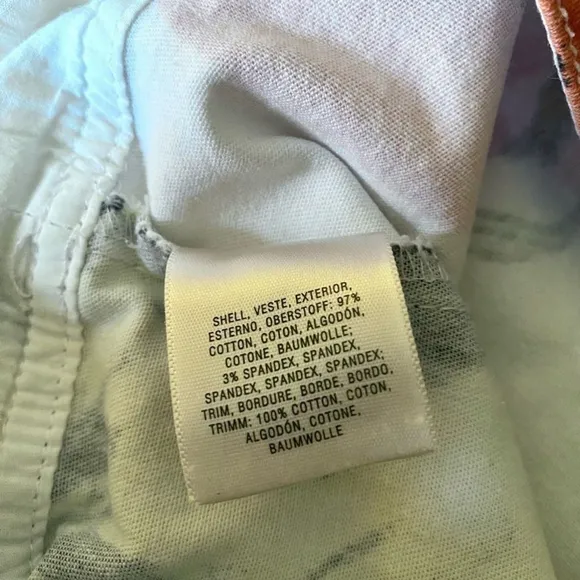 SHELL, VESTE, EXTERIOR,
ESTERNO, OBERSTOFF: 97%
COTTON, COTON, ALGODÓN,
COTONE, BAUMWOLLE;
3% SPANDEX, SPANDEX,
SPANDEX, SPANDEX, SPANDEX;
TRIM, BORDURE, BORDE, BORDO,
TRIMM: 100% COTTON, COTON,
ALGODÓN, COTONE,
BAUMWOLLE